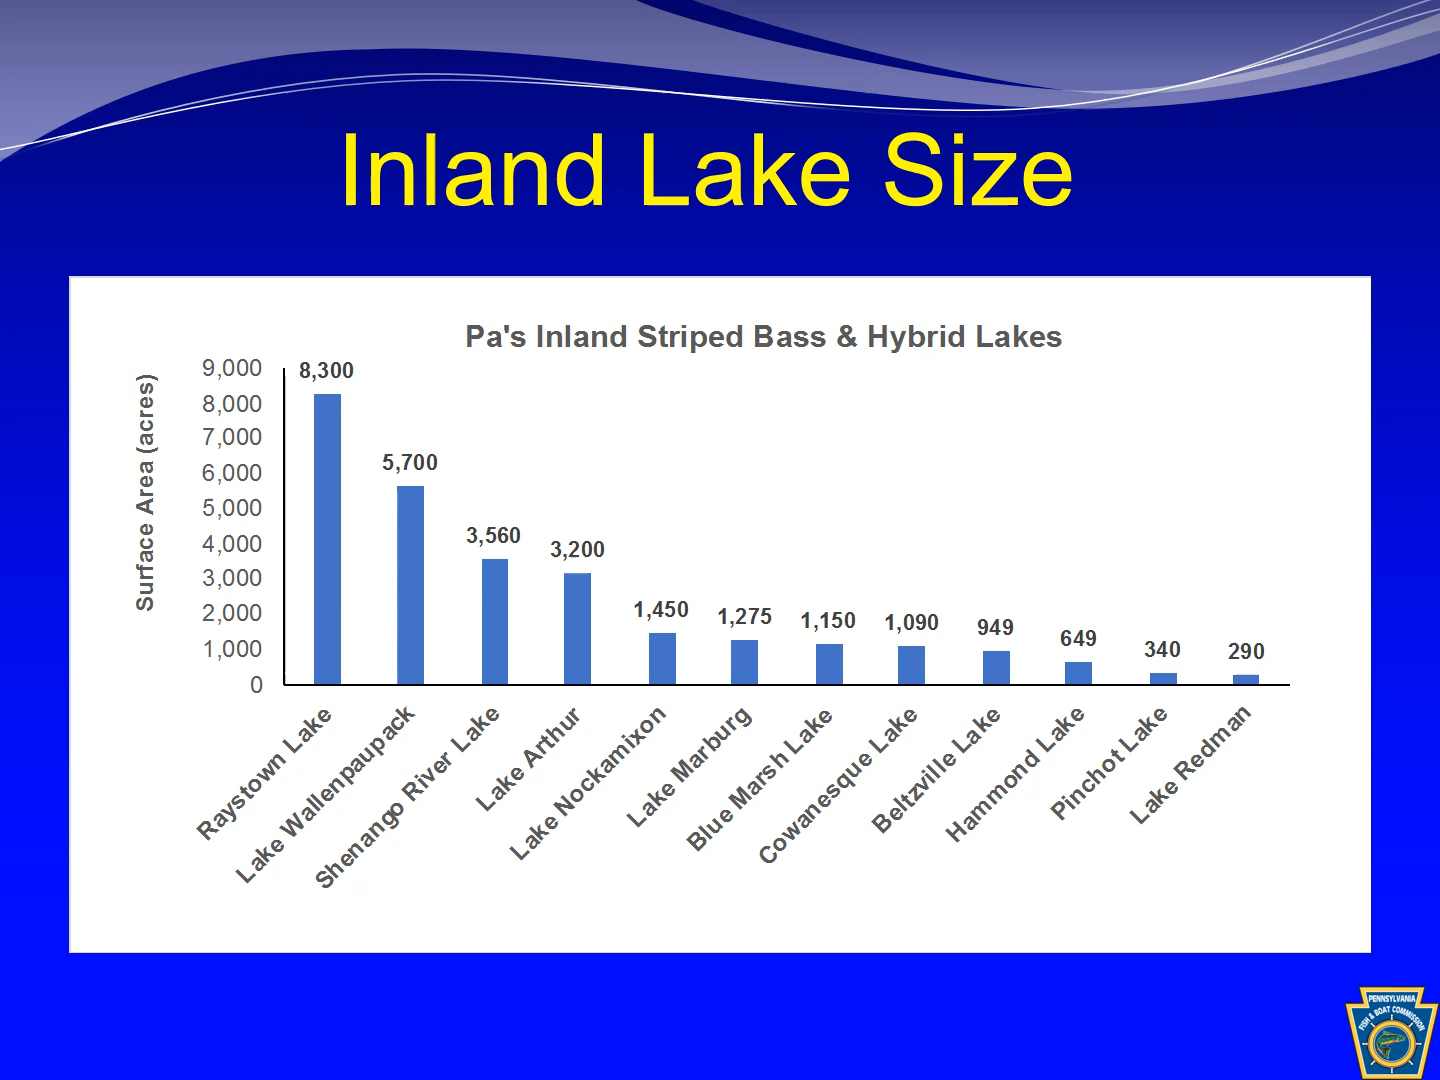 Inland Lake Size
Pa's Inland Striped Bass & Hybrid Lakes
Surface Area (acres)
9,000
8,000
7,000
6,000
5,000
4,000
3,000
2,000
1,000
0
8,300
5,700
3,560
3,200
1,450
1,275
1,150
1,090
949
649
340
290
Raystown Lake
Lake Wallenpaupack
Shenango River Lake
Lake Arthur
Lake Nockamixon
Lake Marburg
Blue Marsh Lake
Cowanesque Lake
Beltzville Lake
Hammond Lake
Pinchot Lake
Lake Redman
PENNSYLVANIA
FISH & BOAT COMMISSION